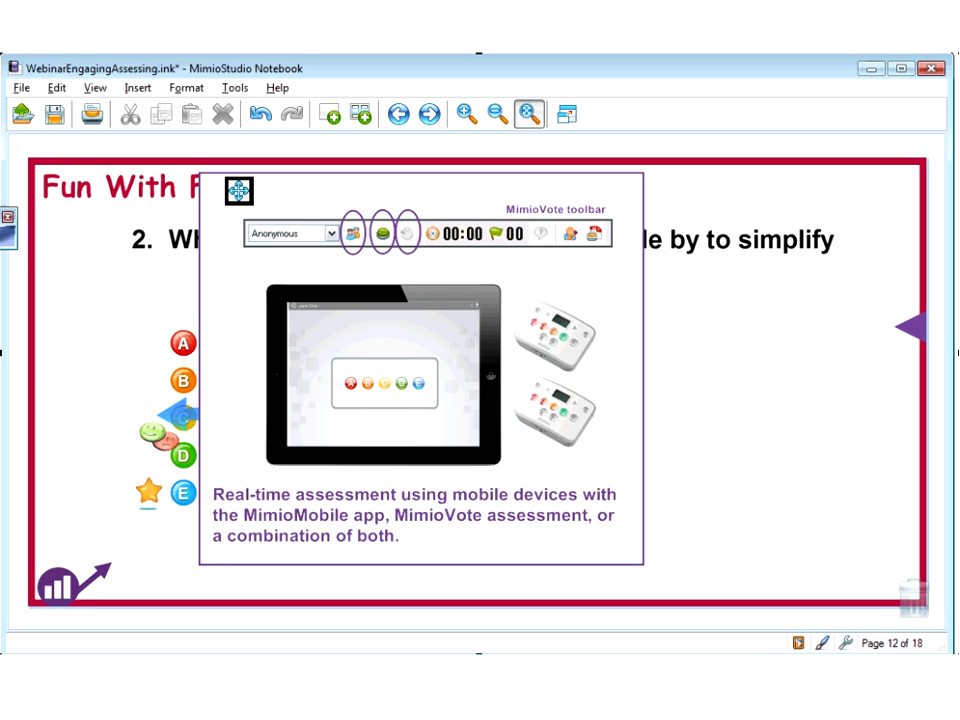 WebinarEngagingAssessing.ink* - MimioStudio Notebook
File Edit View Insert Format Tools Help
Fun With F
MimioVote toolbar
Anonymous 00:00 00
2. Wh le by to simplify
A
B
C
D
E
A B C D E
Real-time assessment using mobile devices with
the MimioMobile app, MimioVote assessment, or
a combination of both.
Page 12 of 18